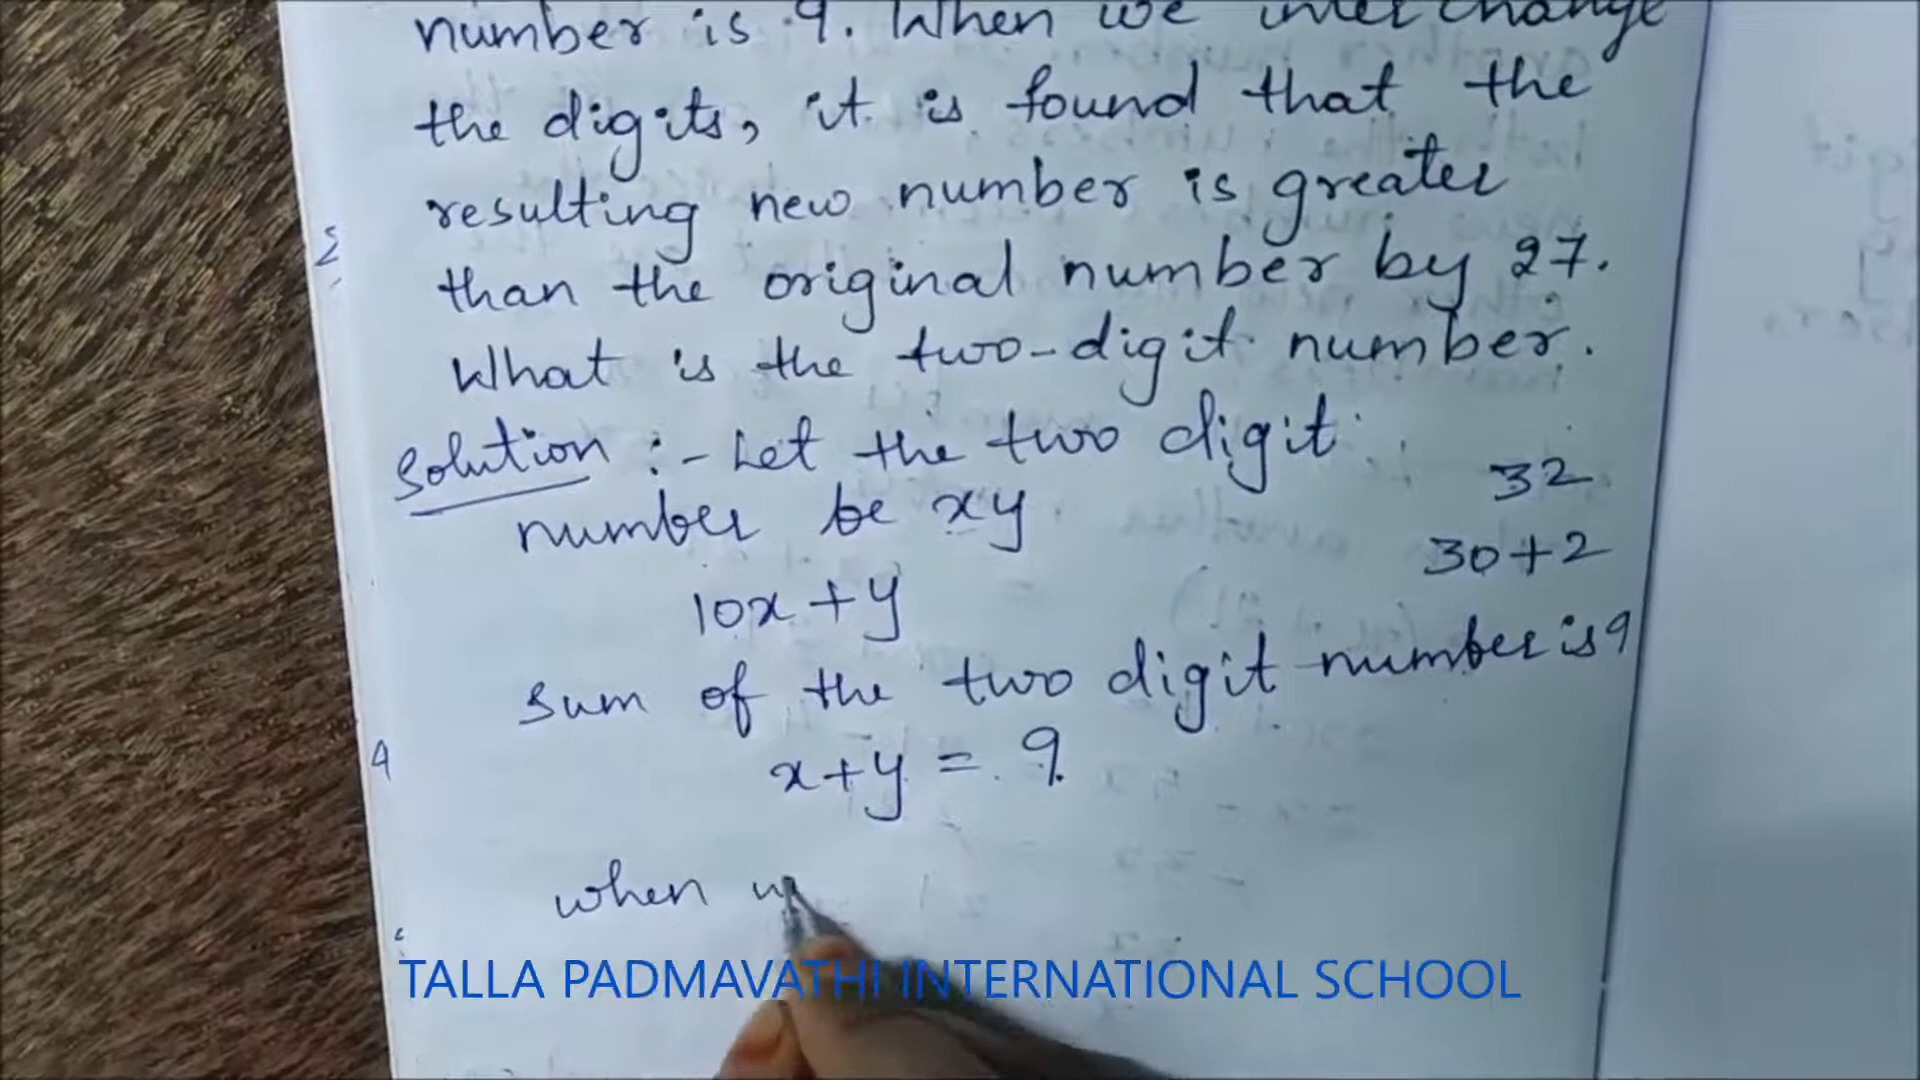 number is 9. When we interchange
the digits, it is found that the
resulting new number is greater
than the original number by 27.
What is the two-digit number.
Solution :- Let the two digit
number be xy
32
10x+y
30+2
sum of the two digit number is 9
x+y = 9
when
TALLA PADMAVATHI INTERNATIONAL SCHOOL